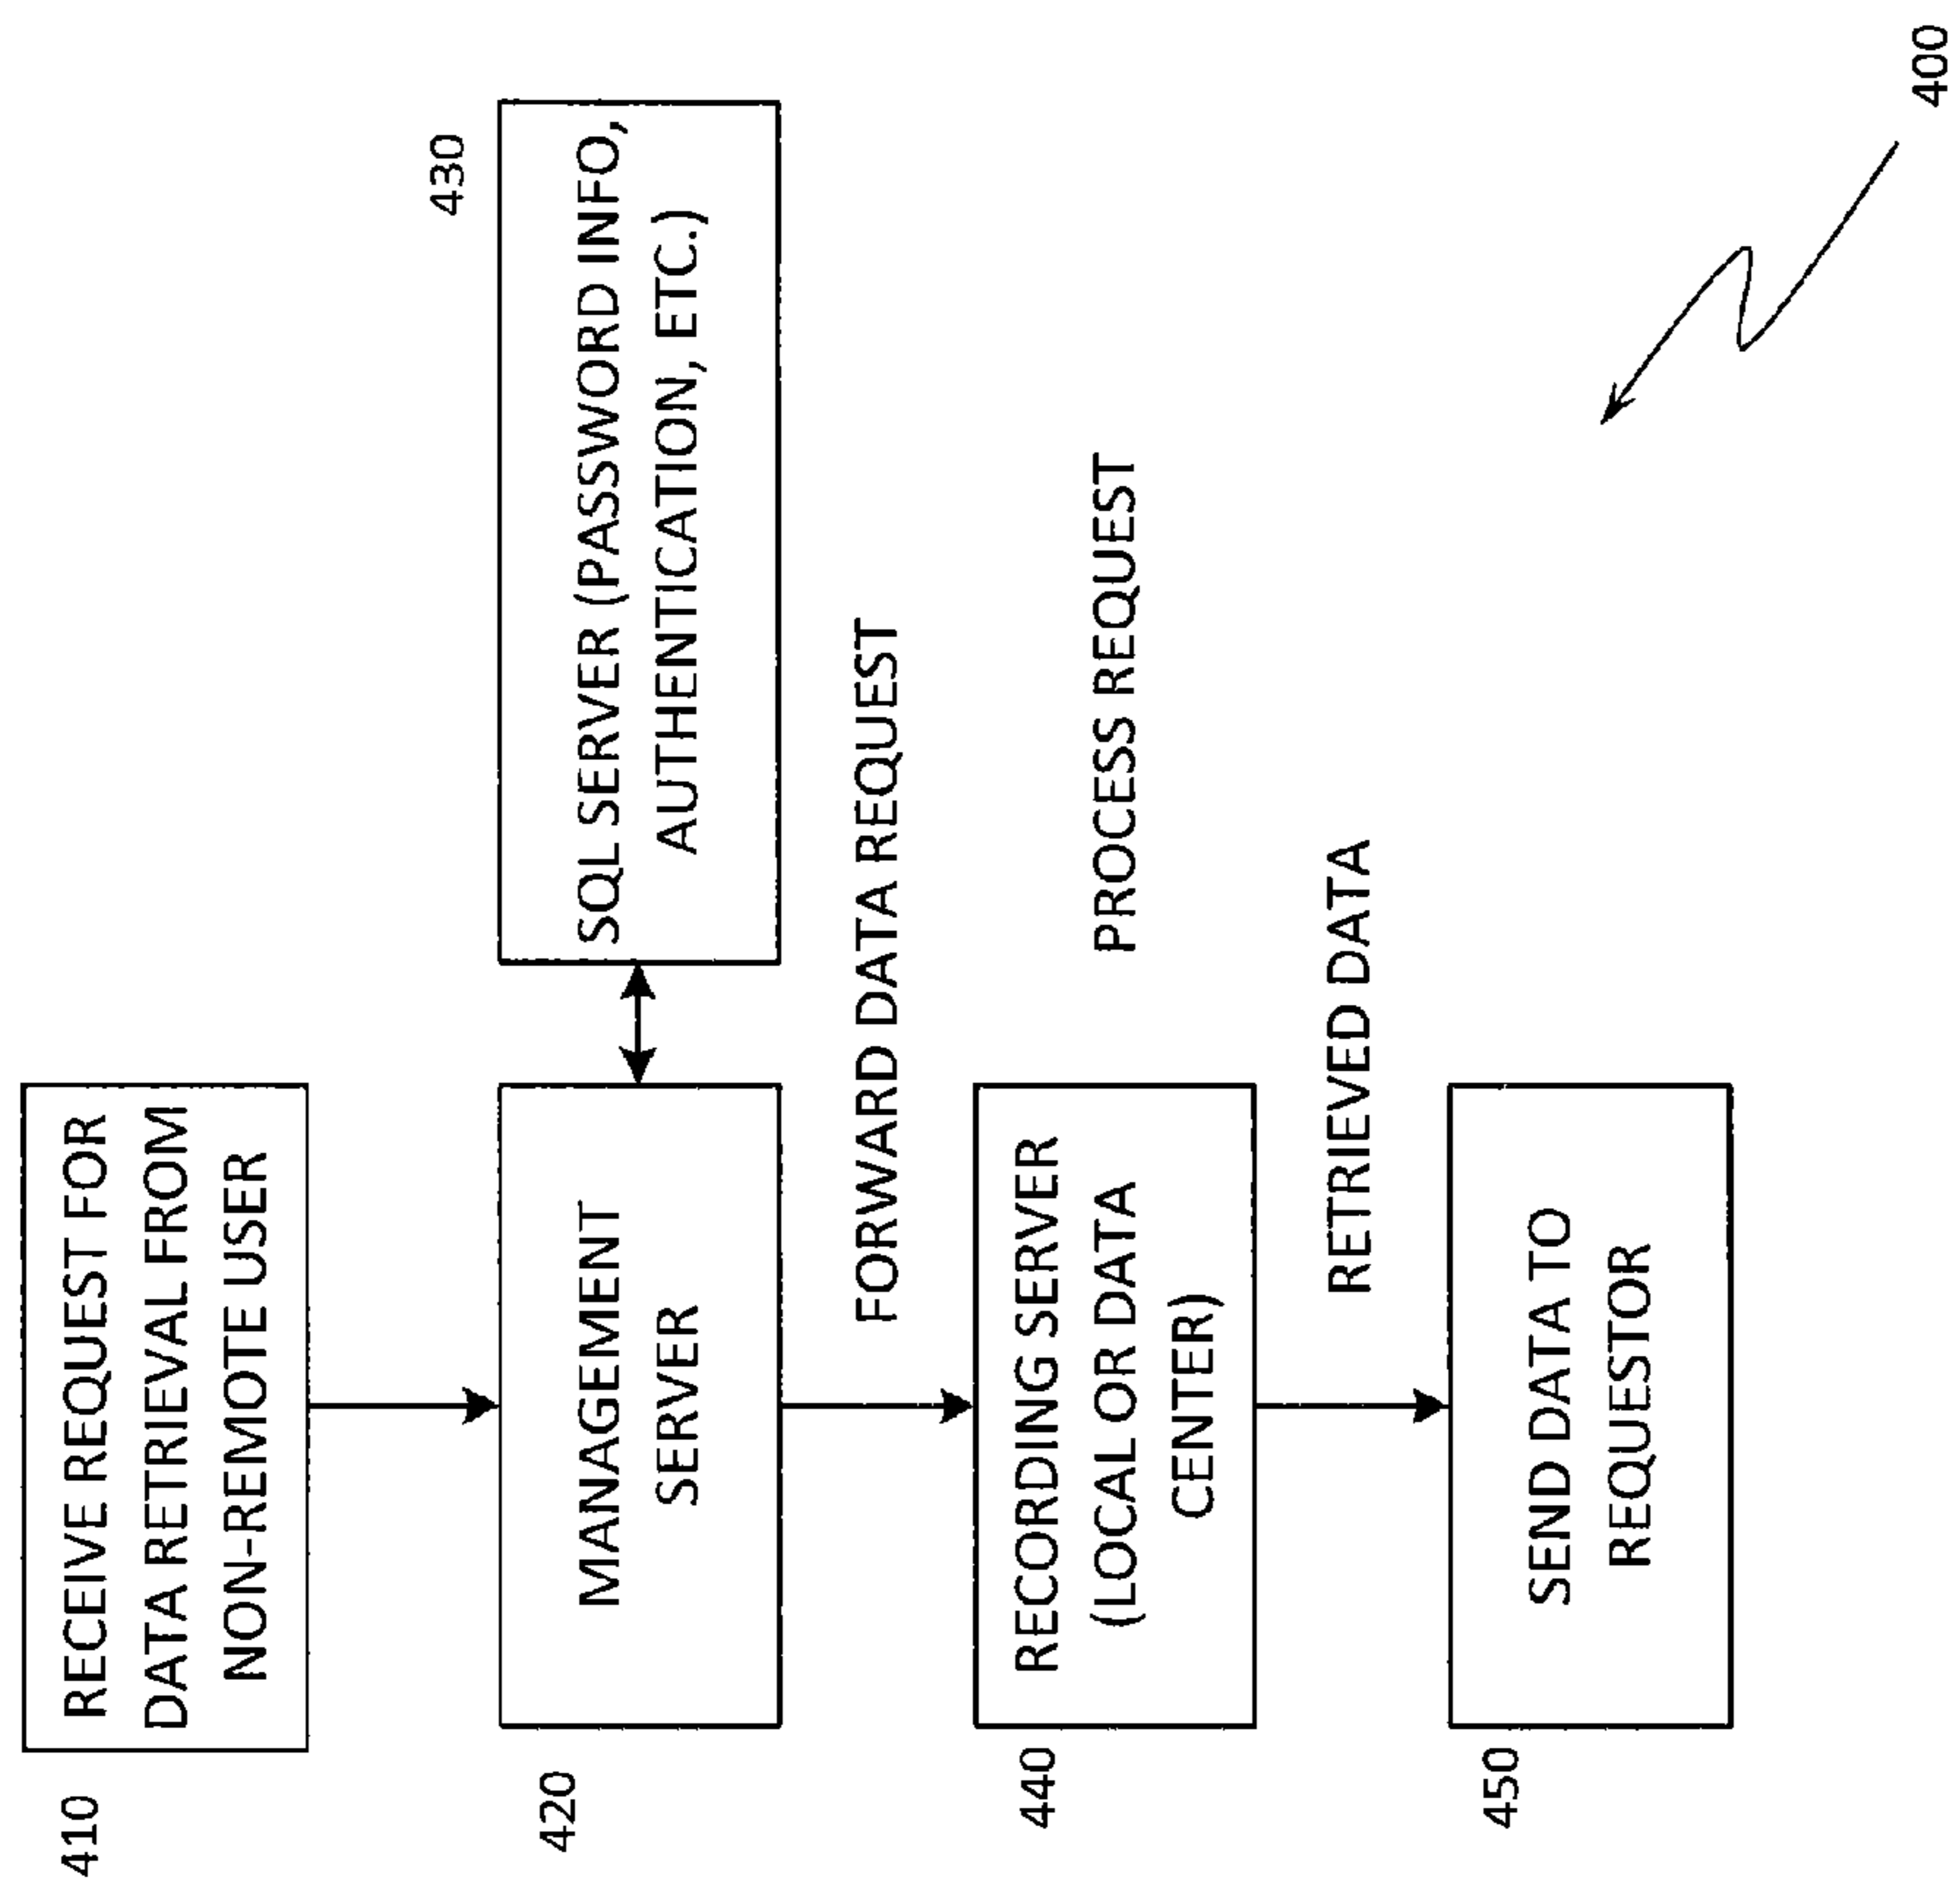 410
RECEIVE REQUEST FOR
DATA RETRIEVAL FROM
NON-REMOTE USER
420
MANAGEMENT
SERVER
430
SQL SERVER (PASSWORD INFO,
AUTHENTICATION, ETC.)
FORWARD DATA REQUEST
440
RECORDING SERVER
(LOCAL OR DATA
CENTER)
PROCESS REQUEST
RETRIEVED DATA
450
SEND DATA TO
REQUESTOR
400